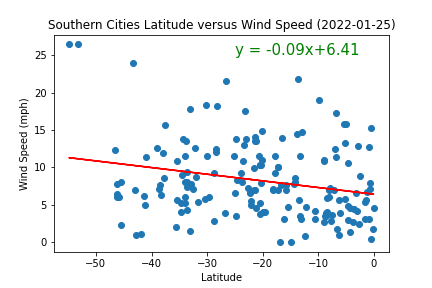 Southern Cities Latitude versus Wind Speed (2022-01-25)
y = -0.09x+6.41
Wind Speed (mph)
25
20
15
10
5
0
−50 −40 −30 −20 −10 0
Latitude